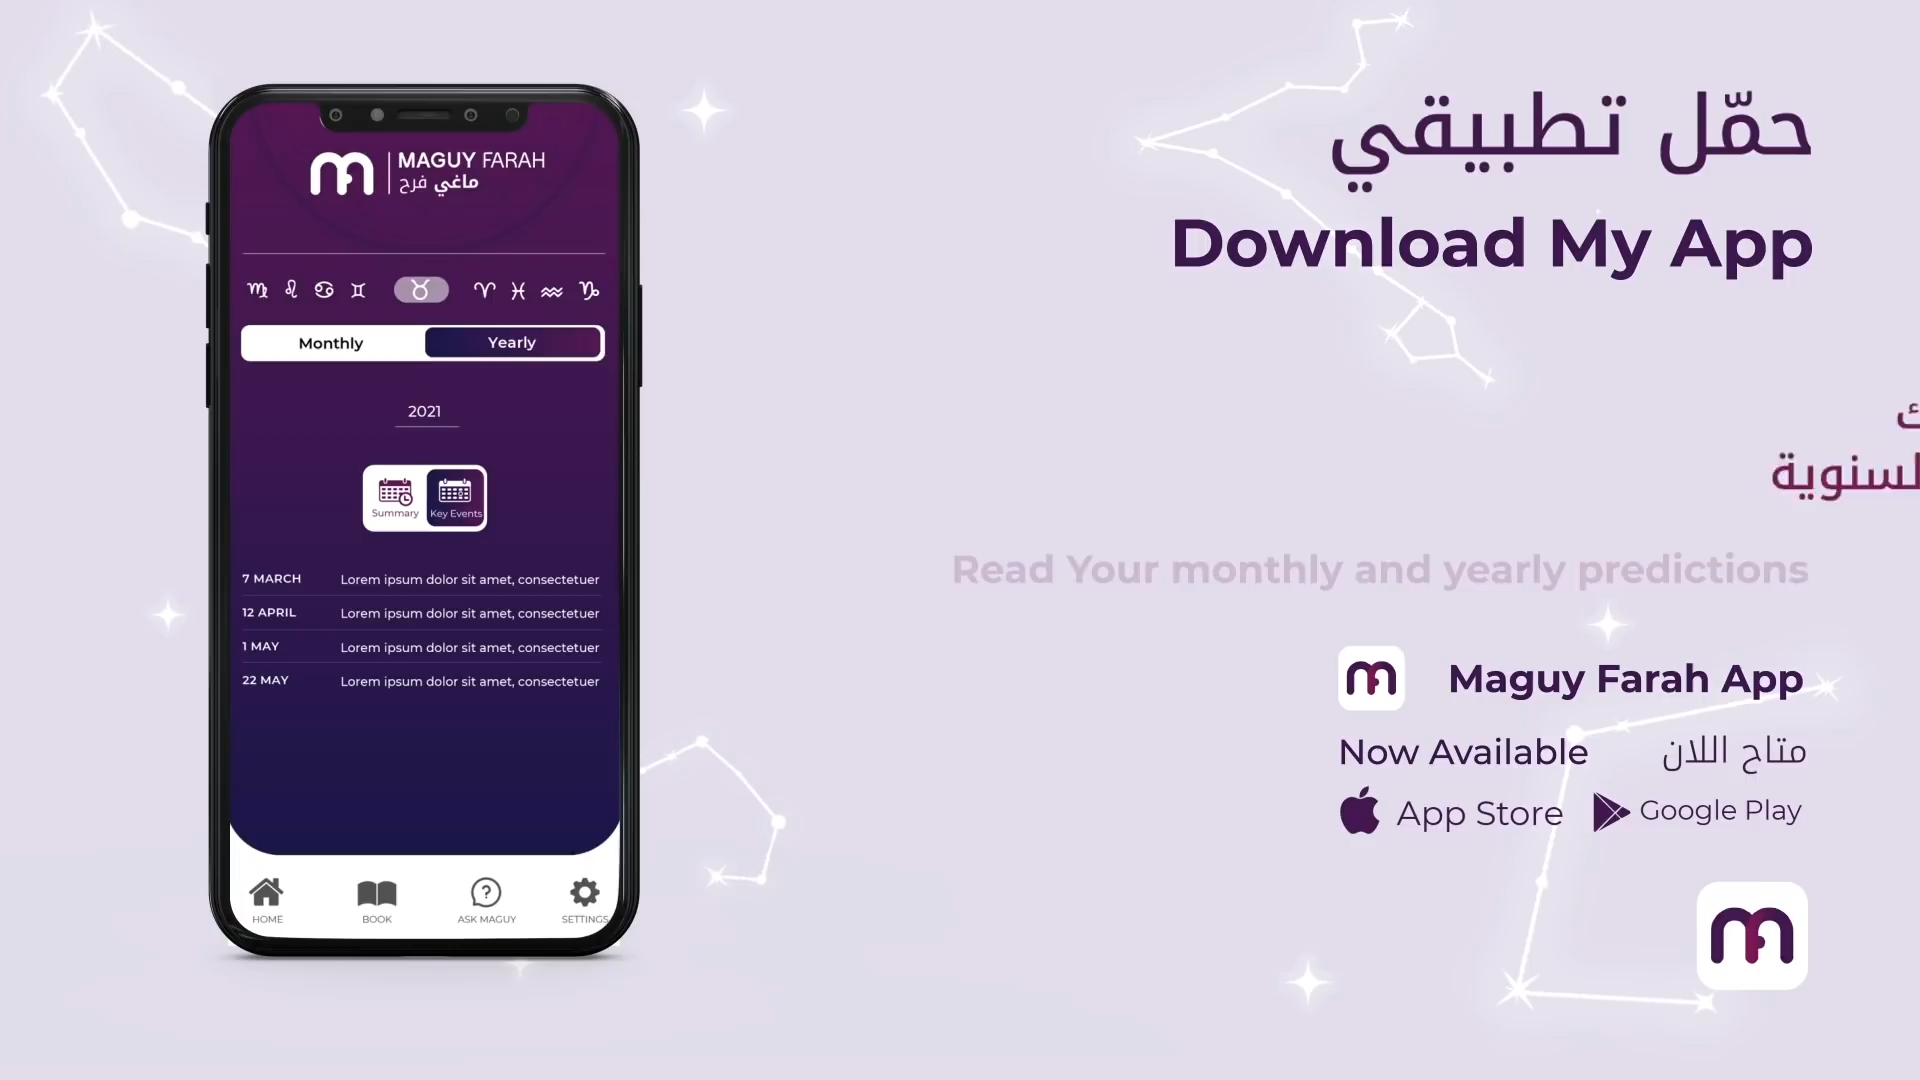 MAGUY FARAH
ماغي فرح
Monthly
Yearly
2021
Summary
Key Events
7 MARCH Lorem ipsum dolor sit amet, consectetuer
12 APRIL Lorem ipsum dolor sit amet, consectetuer
1 MAY Lorem ipsum dolor sit amet, consectetuer
22 MAY Lorem ipsum dolor sit amet, consectetuer
HOME
BOOK
ASK MAGUY
SETTINGS
حمّل تطبيقي
Download My App
Read Your monthly and yearly predictions
Maguy Farah App
Now Available
متاح اللان
App Store
Google Play